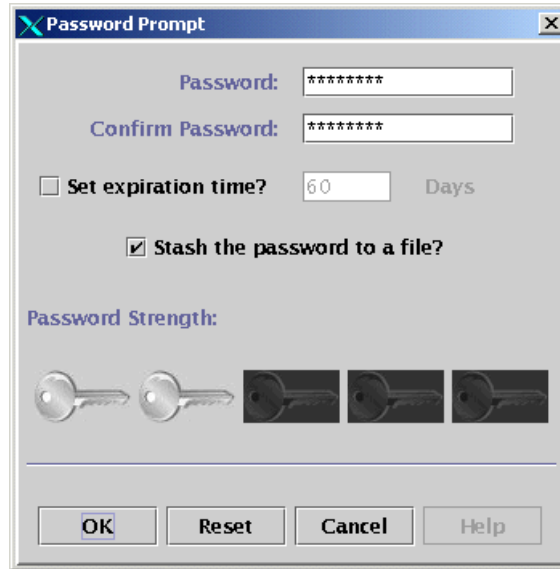 Password Prompt
Password: ********
Confirm Password: ********
Set expiration time? 60 Days
Stash the password to a file?
Password Strength:
OK Reset Cancel Help